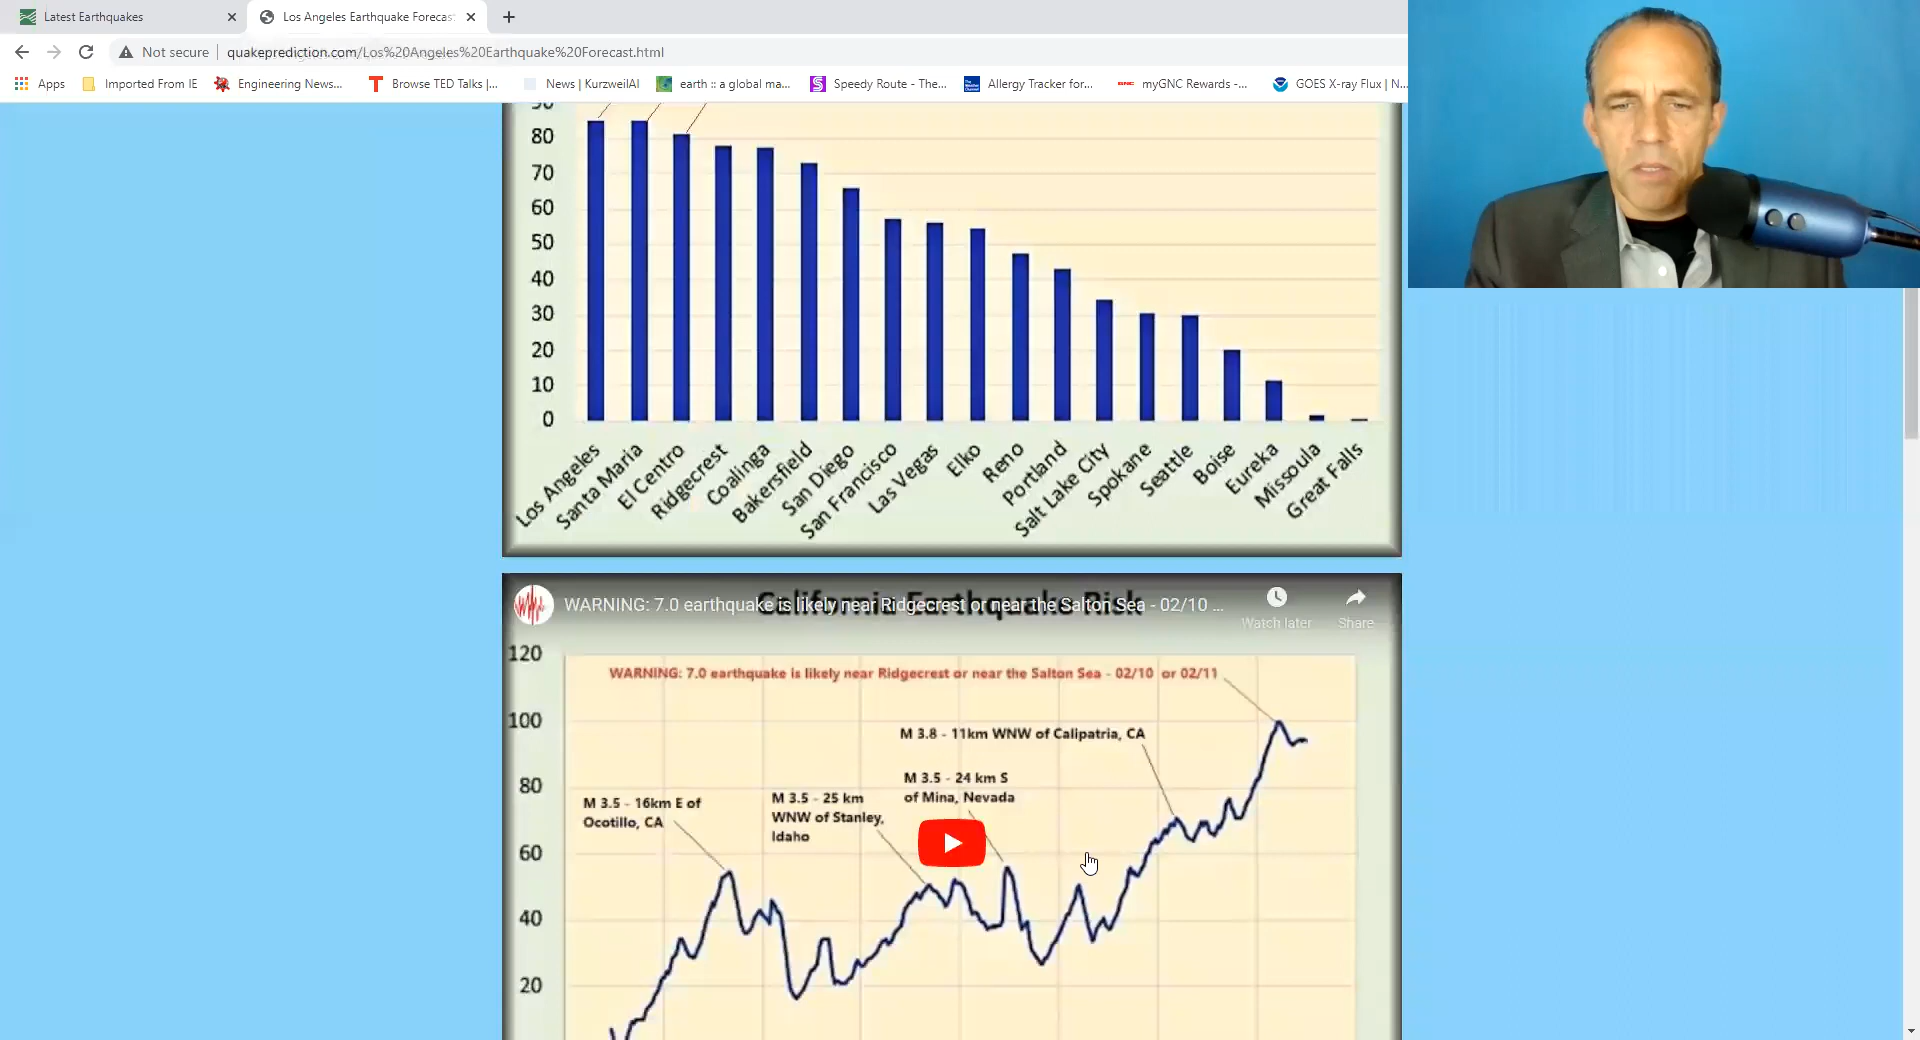 Latest Earthquakes
Los Angeles Earthquake Forecas
Not secure
quakeprediction.com/Los%20Angeles%20Earthquake%20Forecast.html
Apps
Imported From IE
Engineering News...
Browse TED Talks |...
News | KurzweilAI
earth :: a global ma...
Speedy Route - The...
Allergy Tracker for...
myGNC Rewards -...
GOES X-ray Flux | N...
90
80
70
60
50
40
30
20
10
0
Los Angeles
Santa Maria
El Centro
Ridgecrest
Coalinga
Bakersfield
San Diego
San Francisco
Las Vegas
Elko
Reno
Portland
Salt Lake City
Spokane
Seattle
Boise
Eureka
Missoula
Great Falls
California Earthquake Risk
WARNING: 7.0 earthquake is likely near Ridgecrest or near the Salton Sea - 02/10 ...
Watch later
Share
120
WARNING: 7.0 earthquake is likely near Ridgecrest or near the Salton Sea - 02/10 or 02/11
100
M 3.8 - 11km WNW of Calipatria, CA
80
M 3.5 - 24 km S
of Mina, Nevada
M 3.5 - 16km E of
Ocotillo, CA
M 3.5 - 25 km
WNW of Stanley,
Idaho
60
40
20